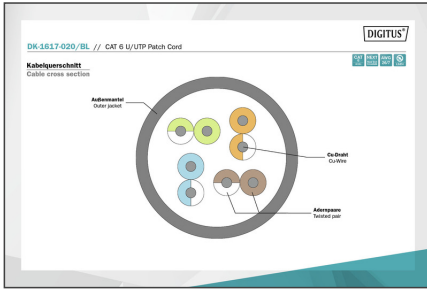 DIGITUS®
DK-1617-020/BL // CAT 6 U/UTP Patch Cord
Kabelquerschnitt
Cable cross section
Außenmantel
Outer jacket
Cu-Draht
Cu-Wire
Aderspaare
Twisted pair